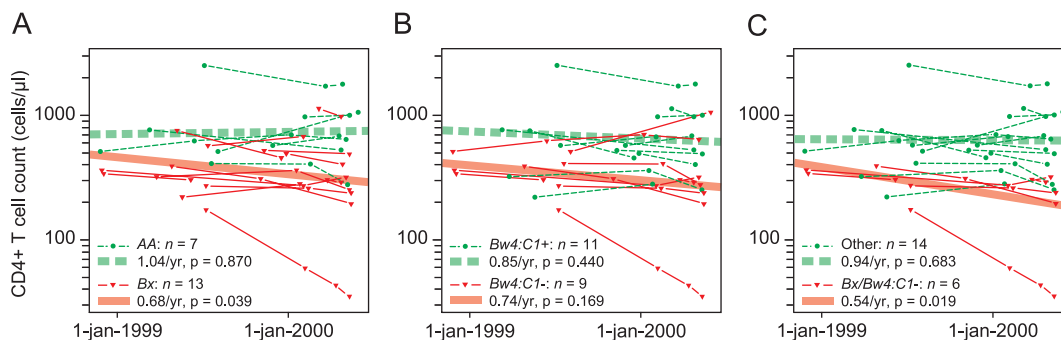 A
B
C
CD4+ T cell count (cells/µl)
1000
100
AA: n = 7
1.04/yr, p = 0.870
Bx: n = 13
0.68/yr, p = 0.039
1-jan-1999
1-jan-2000
1000
100
Bw4:C1+: n = 11
0.85/yr, p = 0.440
Bw4:C1-: n = 9
0.74/yr, p = 0.169
1-jan-1999
1-jan-2000
1000
100
Other: n = 14
0.94/yr, p = 0.683
Bx/Bw4:C1-: n = 6
0.54/yr, p = 0.019
1-jan-1999
1-jan-2000